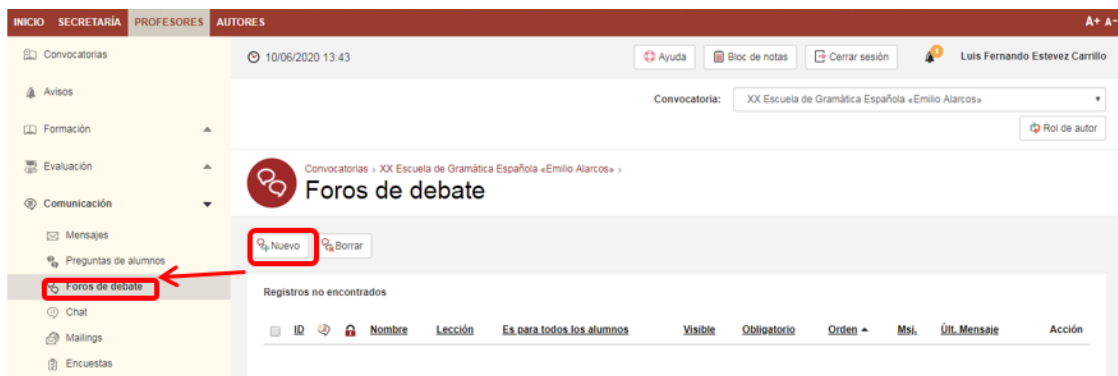 INICIO SECRETARÍA PROFESORES AUTORES A+ A-
Convocatorias
10/06/2020 13:43 Ayuda Bloc de notas Cerrar sesión 1 Luis Fernando Estevez Carrillo
Avisos
Convocatoria: XX Escuela de Gramática Española «Emilio Alarcos»
Formación
Rol de autor
Evaluación
Convocatorias › XX Escuela de Gramática Española «Emilio Alarcos» ›
Foros de debate
Comunicación
Mensajes
Nuevo Borrar
Preguntas de alumnos
Foros de debate
Registros no encontrados
Chat
ID Nombre Lección Es para todos los alumnos Visible Obligatorio Orden Msj. Últ. Mensaje Acción
Mailings
Encuestas